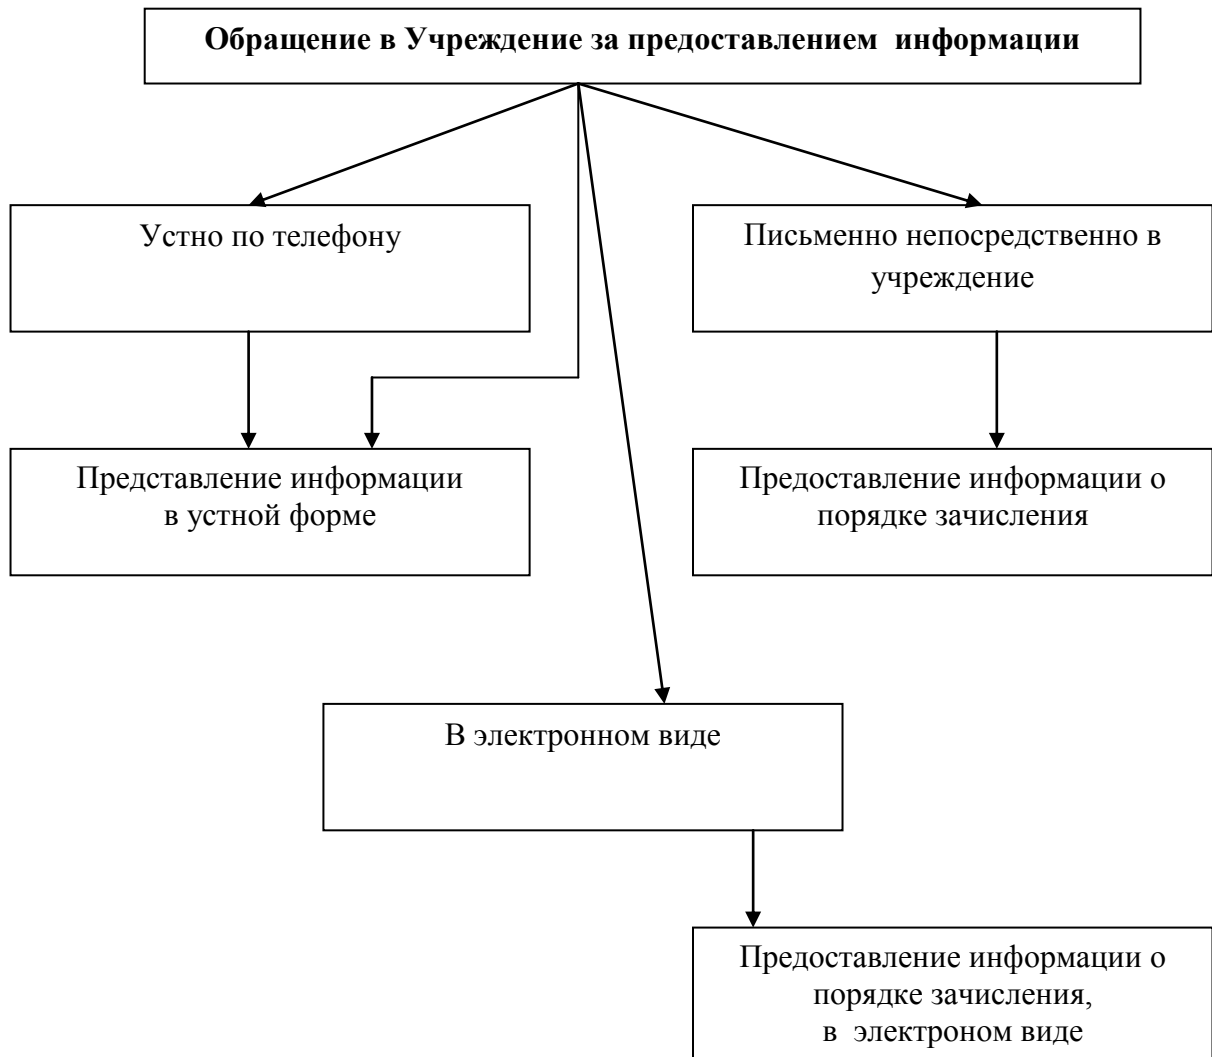 Обращение в Учреждение за предоставлением  информации
Устно по телефону
Письменно непосредственно в
учреждение
Представление информации
в устной форме
Предоставление информации о
порядке зачисления
В электронном виде
Предоставление информации о
порядке зачисления,
в  электроном виде